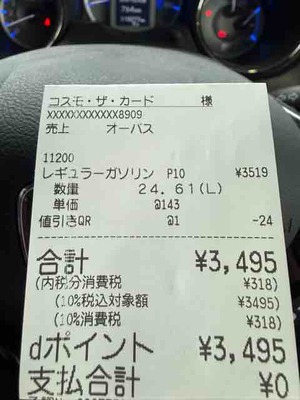 コスモ・ザ・カード 様
XXXXXXXXXXXX8909
売上 オーパス
11200
レギュラーガソリン P10 ¥3519
数量 24.61(L)
単価 @143
値引きQR @1 -24
合計 ¥3,495
(内税分消費税 ¥318)
(10%税込対象額 ¥3495)
(10%消費税 ¥318)
dポイント ¥3,495
支払合計 ¥0